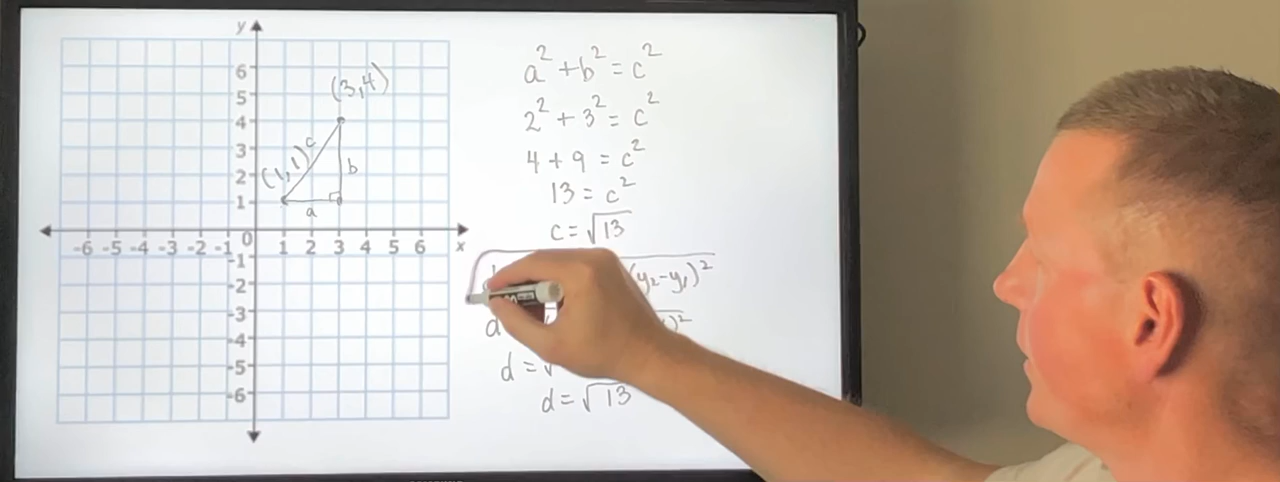 y
6
5
4
3
2
1
0
-6 -5 -4 -3 -2 -1
1 2 3 4 5 6
x
-1
-2
-3
-4
-5
-6
(3,4)
(1,1)
c
b
a
a² + b² = c²
2² + 3² = c²
4 + 9 = c²
13 = c²
c = √13
(y₂-y₁)²
d )²
d = √
d = √13